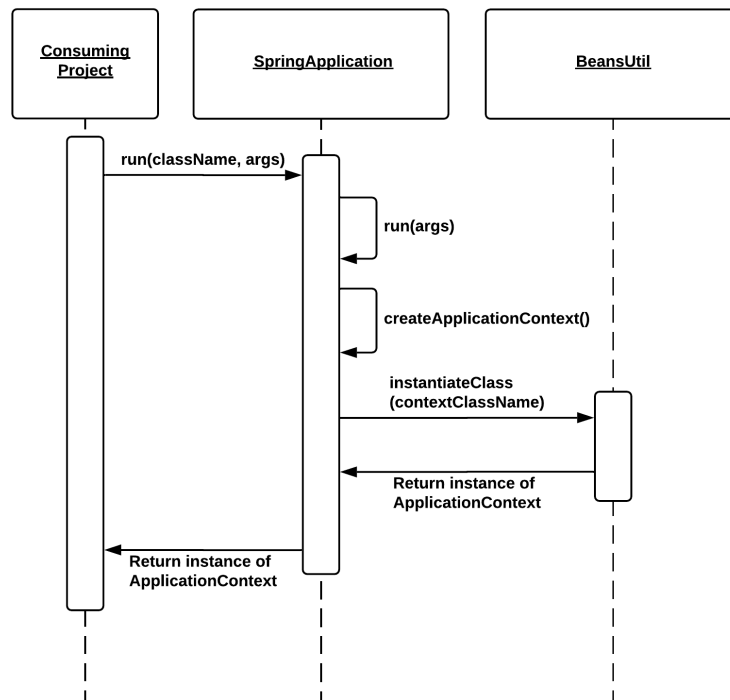 Consuming
Project
SpringApplication
BeansUtil
run(className, args)
run(args)
createApplicationContext()
instantiateClass
(contextClassName)
Return instance of
ApplicationContext
Return instance of
ApplicationContext